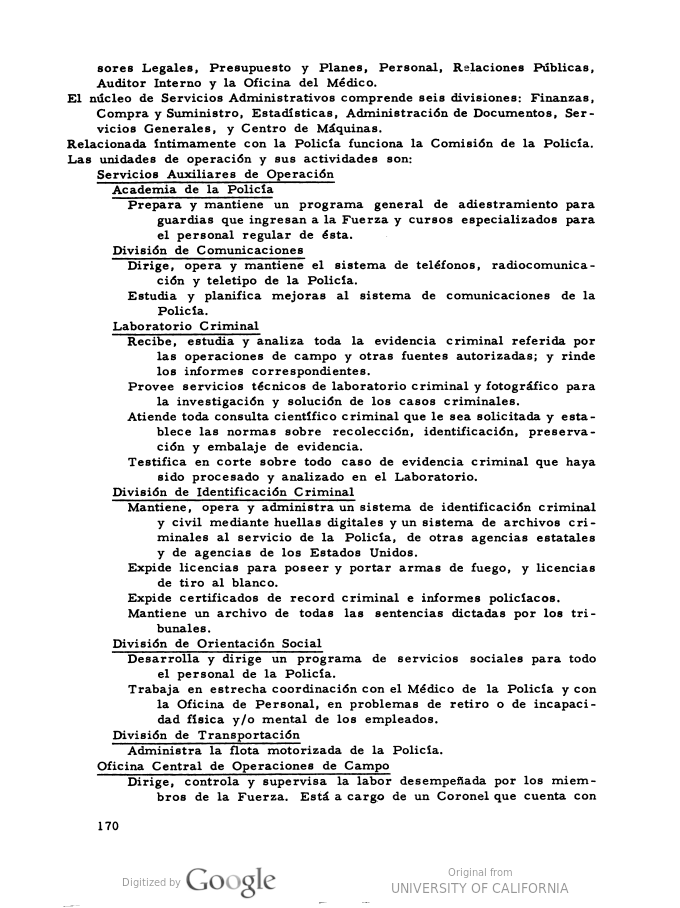 sores Legales, Presupuesto y Planes, Personal, Relaciones Públicas,
Auditor Interno y la Oficina del Médico.
El núcleo de Servicios Administrativos comprende seis divisiones: Finanzas,
Compra y Suministro, Estadísticas, Administración de Documentos, Ser-
vicios Generales, y Centro de Máquinas.
Relacionada íntimamente con la Policía funciona la Comisión de la Policía.
Las unidades de operación y sus actividades son:
Servicios Auxiliares de Operación
Academia de la Policía
Prepara y mantiene un programa general de adiestramiento para
guardias que ingresan a la Fuerza y cursos especializados para
el personal regular de ésta.
División de Comunicaciones
Dirige, opera y mantiene el sistema de teléfonos, radiocomunica-
ción y teletipo de la Policía.
Estudia y planifica mejoras al sistema de comunicaciones de la
Policía.
Laboratorio Criminal
Recibe, estudia y analiza toda la evidencia criminal referida por
las operaciones de campo y otras fuentes autorizadas; y rinde
los informes correspondientes.
Provee servicios técnicos de laboratorio criminal y fotográfico para
la investigación y solución de los casos criminales.
Atiende toda consulta científico criminal que le sea solicitada y esta-
blece las normas sobre recolección, identificación, preserva-
ción y embalaje de evidencia.
Testifica en corte sobre todo caso de evidencia criminal que haya
sido procesado y analizado en el Laboratorio.
División de Identificación Criminal
Mantiene, opera y administra un sistema de identificación criminal
y civil mediante huellas digitales y un sistema de archivos cri-
minales al servicio de la Policía, de otras agencias estatales
y de agencias de los Estados Unidos.
Expide licencias para poseer y portar armas de fuego, y licencias
de tiro al blanco.
Expide certificados de record criminal e informes policíacos.
Mantiene un archivo de todas las sentencias dictadas por los tri-
bunales.
División de Orientación Social
Desarrolla y dirige un programa de servicios sociales para todo
el personal de la Policía.
Trabaja en estrecha coordinación con el Médico de la Policía y con
la Oficina de Personal, en problemas de retiro o de incapaci-
dad física y/o mental de los empleados.
División de Transportación
Administra la flota motorizada de la Policía.
Oficina Central de Operaciones de Campo
Dirige, controla y supervisa la labor desempeñada por los miem-
bros de la Fuerza. Está a cargo de un Coronel que cuenta con
170
Digitized by Google
Original from
UNIVERSITY OF CALIFORNIA